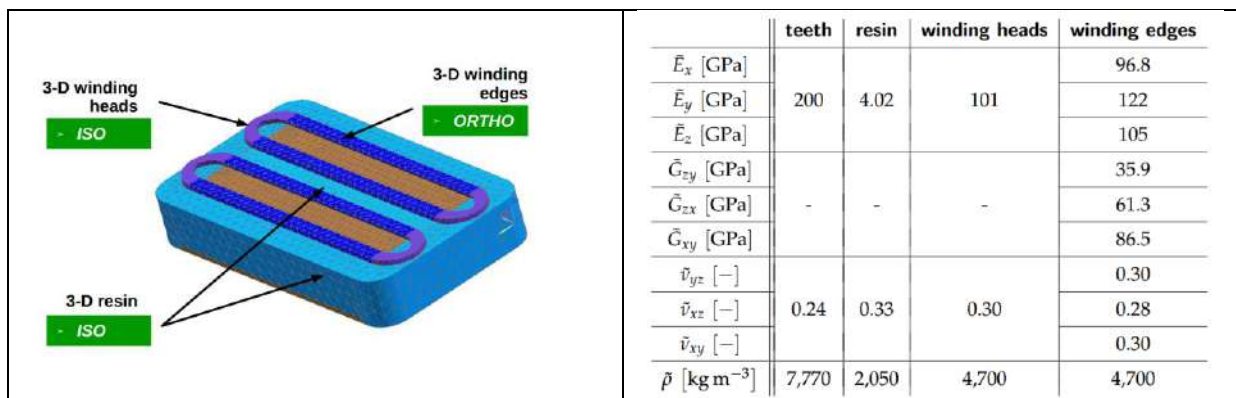 3-D winding
heads
- ISO
3-D winding
edges
- ORTHO
3-D resin
- ISO
teeth resin winding heads winding edges
Ẽx [GPa] 96.8
Ẽy [GPa] 200 4.02 101 122
Ẽz [GPa] 105
G̃zy [GPa] 35.9
G̃zx [GPa] - - - 61.3
G̃xy [GPa] 86.5
ν̃yz [−] 0.30
ν̃xz [−] 0.24 0.33 0.30 0.28
ν̃xy [−] 0.30
ρ̃ [kg m⁻³] 7,770 2,050 4,700 4,700